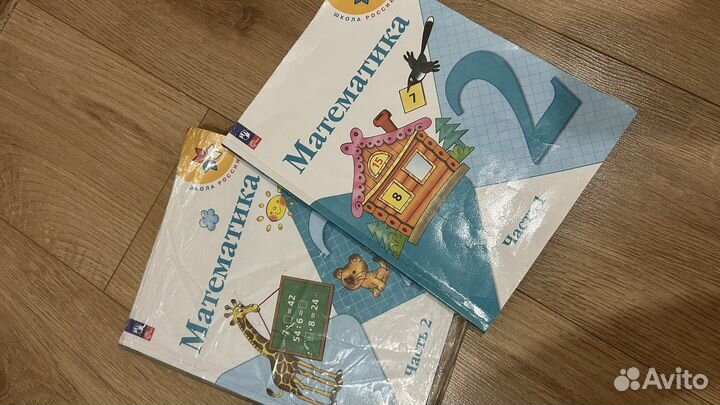 ШКОЛА РОССИИ
Математика
2
7
15
8
Часть 1
ШКОЛА РОССИИ
Математика
7 · □ = 42
54 : 6 = □
□ · 8 = 24
Часть 2
Avito